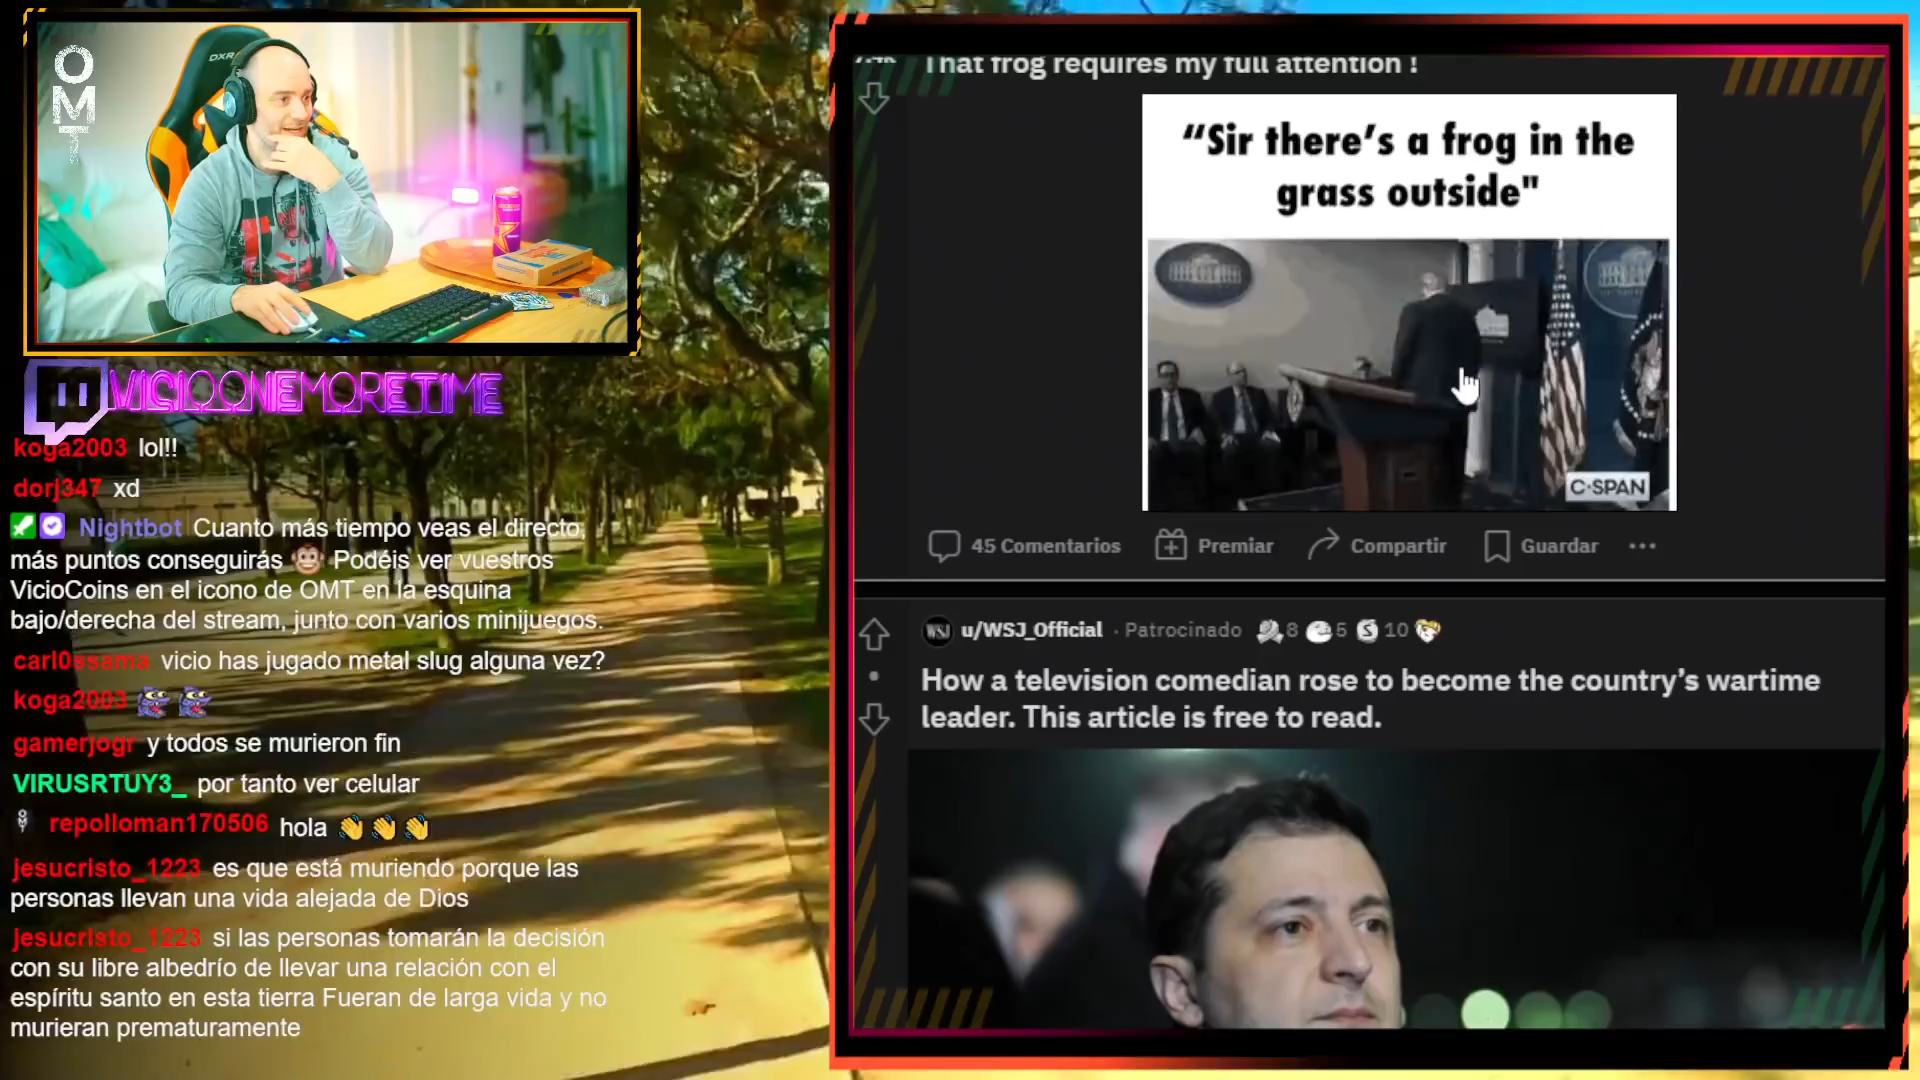 OMT
DXR
VICIOONEMORETIME
koga2003 lol!!
dorj347 xd
Nightbot Cuanto más tiempo veas el directo,
más puntos conseguirás 🐵 Podéis ver vuestros
VicioCoins en el icono de OMT en la esquina
bajo/derecha del stream, junto con varios minijuegos.
carl0ssama vicio has jugado metal slug alguna vez?
koga2003
gamerjogr y todos se murieron fin
VIRUSRTUY3_ por tanto ver celular
repolloman170506 hola 👋 👋 👋
jesucristo_1223 es que está muriendo porque las
personas llevan una vida alejada de Dios
jesucristo_1223 si las personas tomarán la decisión
con su libre albedrío de llevar una relación con el
espíritu santo en esta tierra Fueran de larga vida y no
murieran prematuramente
That frog requires my full attention !
“Sir there’s a frog in the
grass outside"
C-SPAN
45 Comentarios Premiar Compartir Guardar ...
WSJ u/WSJ_Official · Patrocinado 8 5 S 10
How a television comedian rose to become the country’s wartime
leader. This article is free to read.